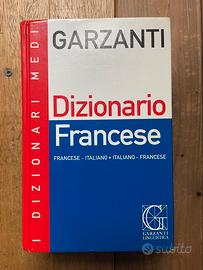 I DIZIONARI MEDI
GARZANTI
Dizionario
Francese
FRANCESE - ITALIANO • ITALIANO - FRANCESE
G
GARZANTI
LINGUISTICA
subito